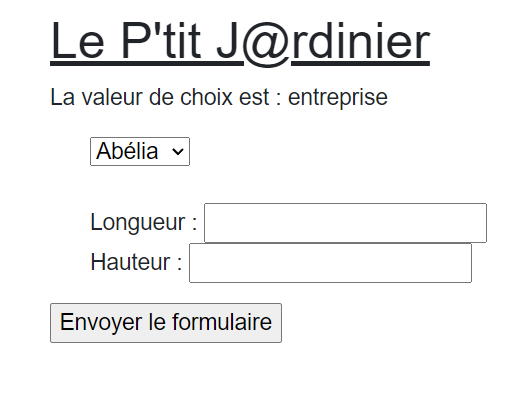 Le P'tit J@rdinier
La valeur de choix est : entreprise
Abélia
Longueur :
Hauteur :
Envoyer le formulaire